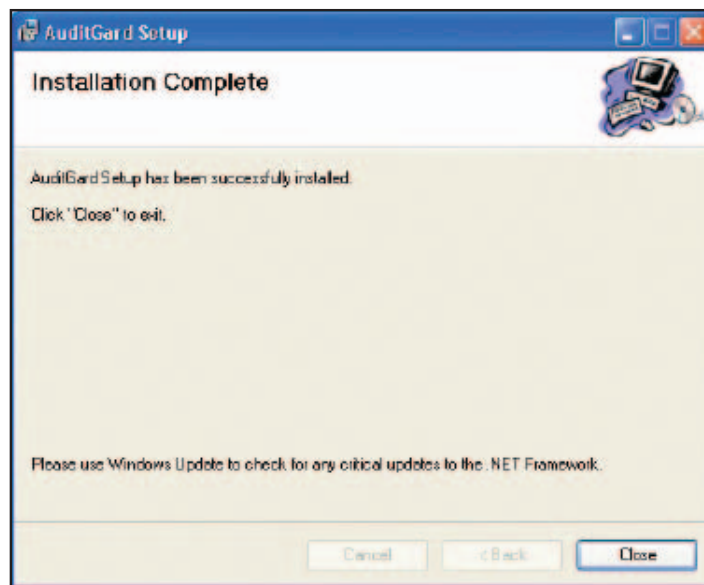 AuditGard Setup
Installation Complete
AuditGard Setup has been successfully installed.
Click "Close" to exit.
Please use Windows Update to check for any critical updates to the .NET Framework.
Cancel
< Back
Close